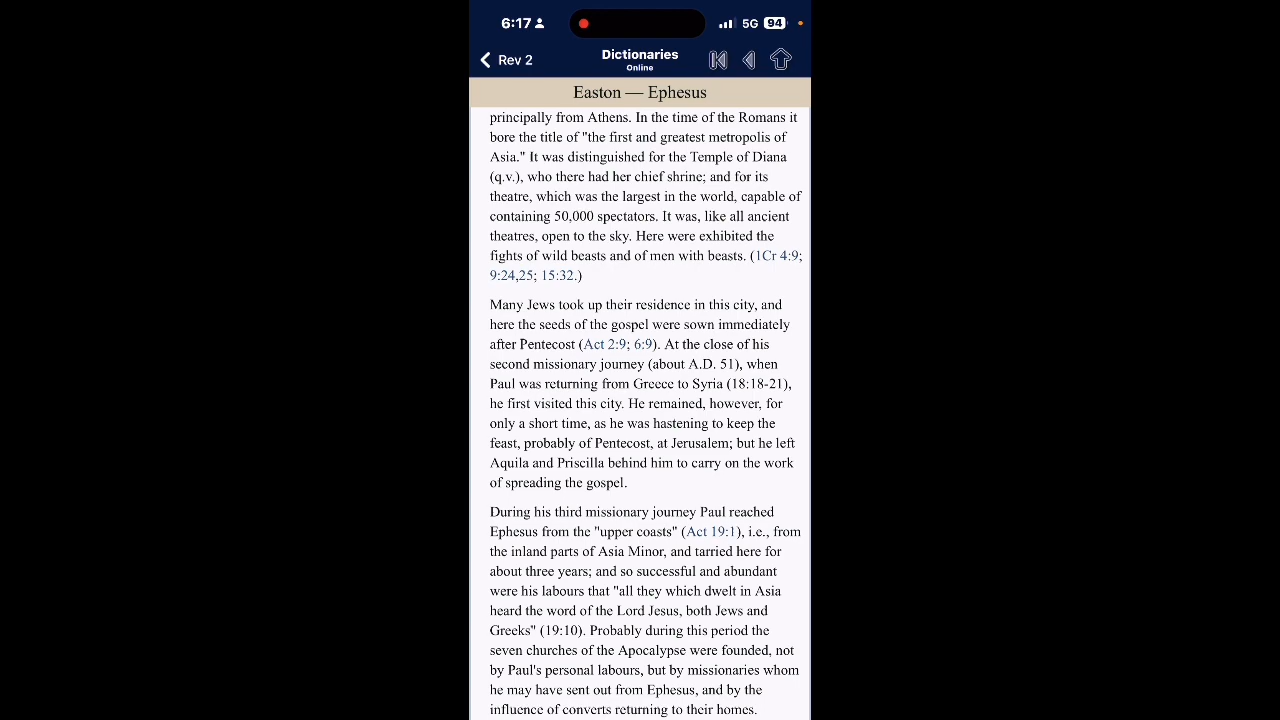 6:17
5G 94
Rev 2
Dictionaries
Online
Easton — Ephesus
principally from Athens. In the time of the Romans it
bore the title of "the first and greatest metropolis of
Asia." It was distinguished for the Temple of Diana
(q.v.), who there had her chief shrine; and for its
theatre, which was the largest in the world, capable of
containing 50,000 spectators. It was, like all ancient
theatres, open to the sky. Here were exhibited the
fights of wild beasts and of men with beasts. (1Cr 4:9;
9:24,25; 15:32.)
Many Jews took up their residence in this city, and
here the seeds of the gospel were sown immediately
after Pentecost (Act 2:9; 6:9). At the close of his
second missionary journey (about A.D. 51), when
Paul was returning from Greece to Syria (18:18-21),
he first visited this city. He remained, however, for
only a short time, as he was hastening to keep the
feast, probably of Pentecost, at Jerusalem; but he left
Aquila and Priscilla behind him to carry on the work
of spreading the gospel.
During his third missionary journey Paul reached
Ephesus from the "upper coasts" (Act 19:1), i.e., from
the inland parts of Asia Minor, and tarried here for
about three years; and so successful and abundant
were his labours that "all they which dwelt in Asia
heard the word of the Lord Jesus, both Jews and
Greeks" (19:10). Probably during this period the
seven churches of the Apocalypse were founded, not
by Paul's personal labours, but by missionaries whom
he may have sent out from Ephesus, and by the
influence of converts returning to their homes.